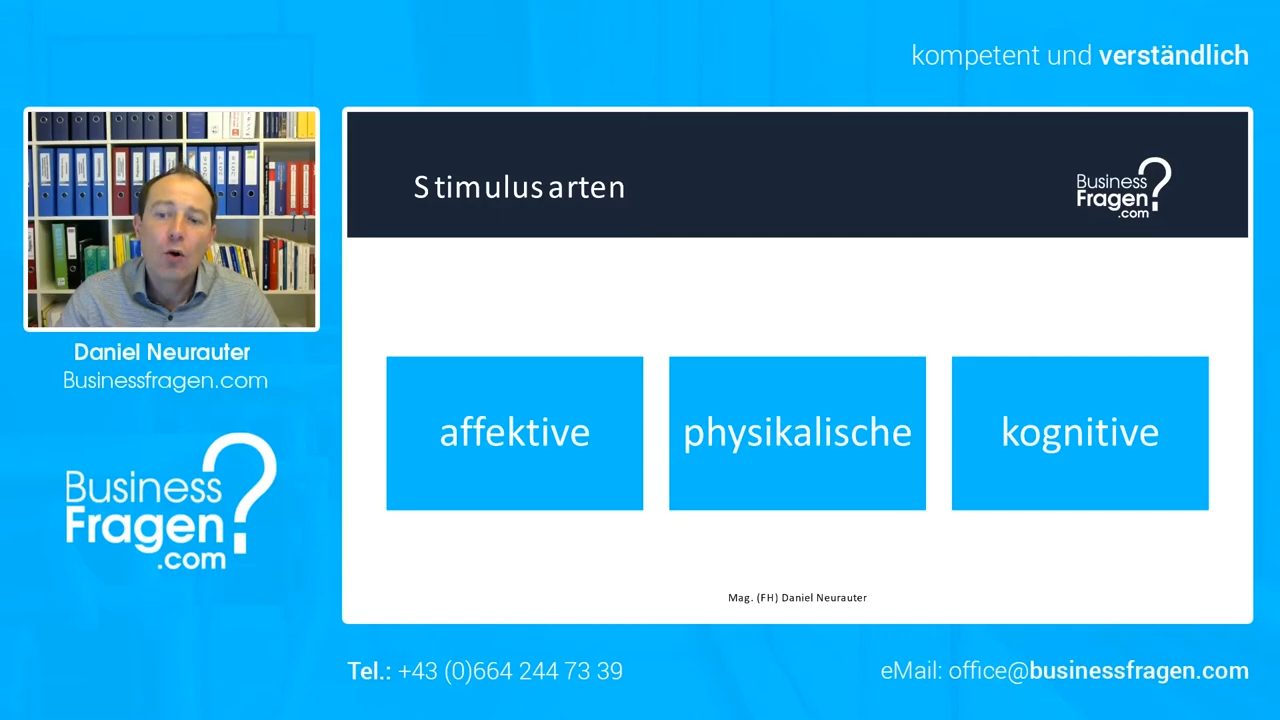 kompetent und verständlich
Stimulusarten
Business
Fragen?
.com
Daniel Neurauter
Businessfragen.com
affektive
physikalische
kognitive
Business
Fragen?
.com
Mag. (FH) Daniel Neurauter
Tel.: +43 (0)664 244 73 39
eMail: office@businessfragen.com